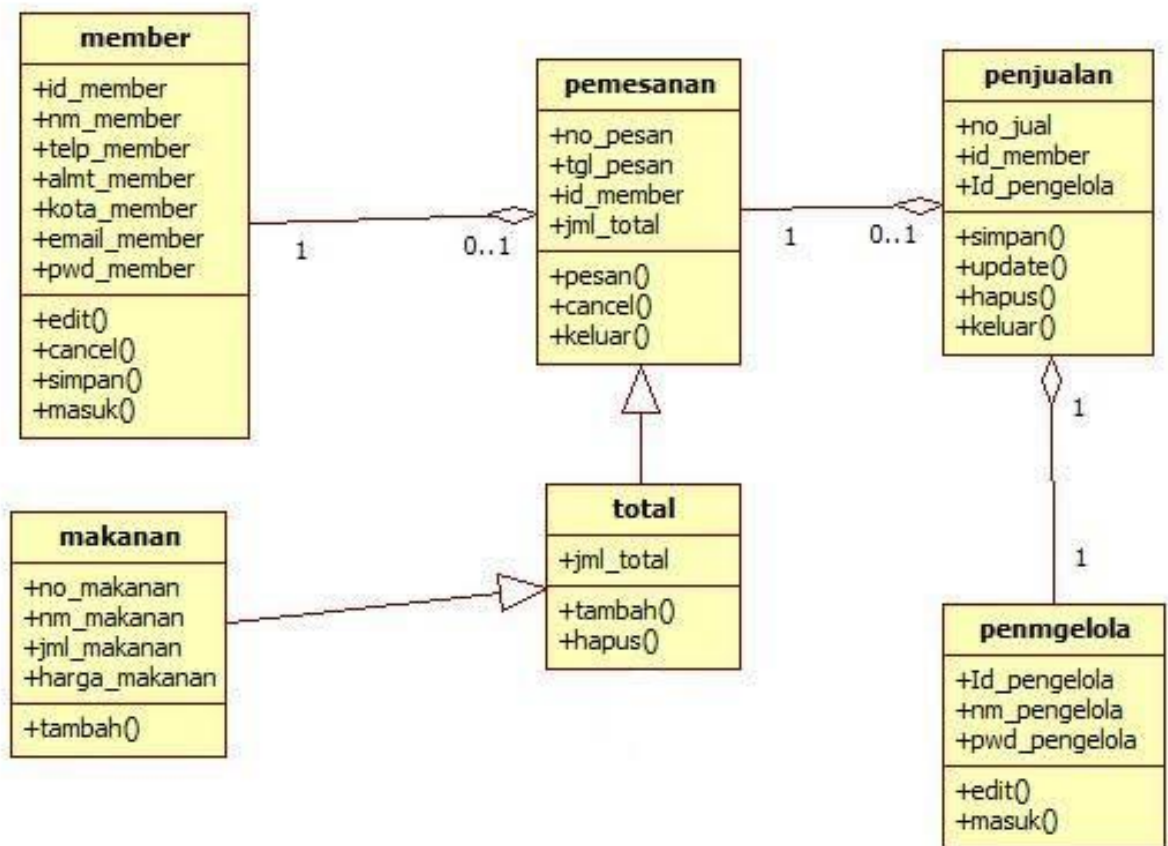 member
+id_member
+nm_member
+telp_member
+almt_member
+kota_member
+email_member
+pwd_member
+edit()
+cancel()
+simpan()
+masuk()
1
0..1
pemesanan
+no_pesan
+tgl_pesan
+id_member
+jml_total
+pesan()
+cancel()
+keluar()
1
0..1
penjualan
+no_jual
+id_member
+Id_pengelola
+simpan()
+update()
+hapus()
+keluar()
1
1
makanan
+no_makanan
+nm_makanan
+jml_makanan
+harga_makanan
+tambah()
total
+jml_total
+tambah()
+hapus()
penmgelola
+Id_pengelola
+nm_pengelola
+pwd_pengelola
+edit()
+masuk()